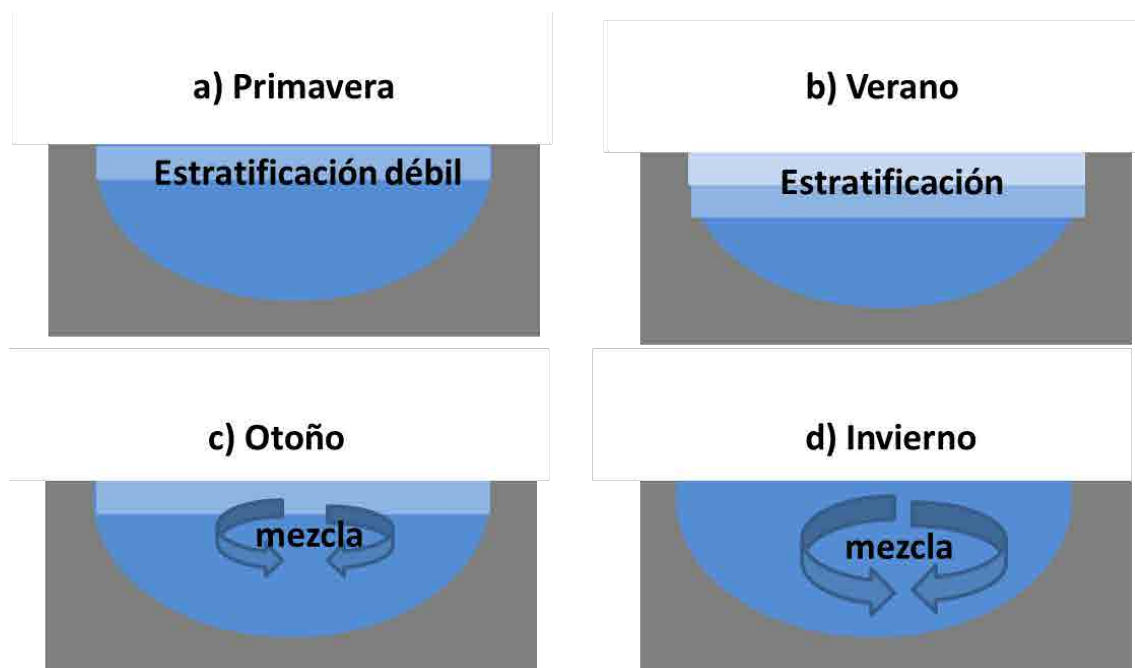 a) Primavera
Estratificación débil
b) Verano
Estratificación
c) Otoño
mezcla
d) Invierno
mezcla